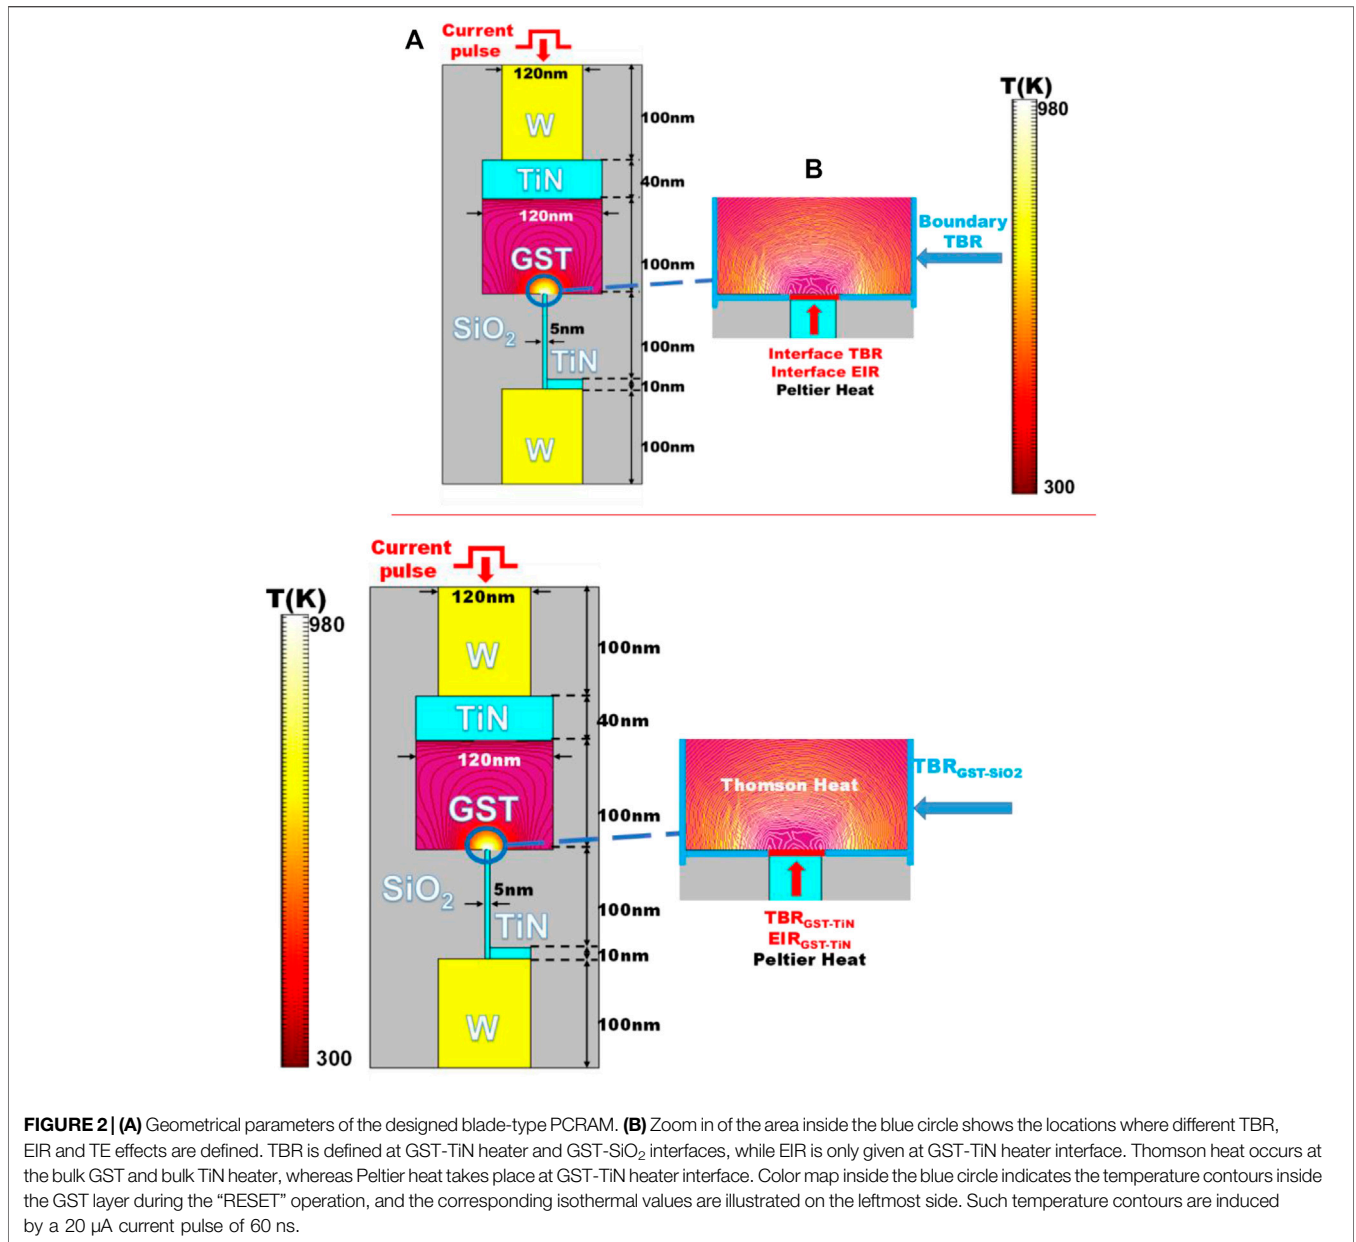 A
Current
pulse
120nm
W
100nm
TiN
40nm
120nm
GST
100nm
SiO2
5nm
TiN
100nm
10nm
W
100nm
B
Boundary
TBR
Interface TBR
Interface EIR
Peltier Heat
T(K)
980
300
Current
pulse
T(K)
980
300
120nm
W
100nm
TiN
40nm
120nm
GST
100nm
SiO2
5nm
TiN
100nm
10nm
W
100nm
Thomson Heat
TBRGST-SiO2
TBRGST-TiN
EIRGST-TiN
Peltier Heat
FIGURE 2 | (A) Geometrical parameters of the designed blade-type PCRAM. (B) Zoom in of the area inside the blue circle shows the locations where different TBR,
EIR and TE effects are defined. TBR is defined at GST-TiN heater and GST-SiO2 interfaces, while EIR is only given at GST-TiN heater interface. Thomson heat occurs at
the bulk GST and bulk TiN heater, whereas Peltier heat takes place at GST-TiN heater interface. Color map inside the blue circle indicates the temperature contours inside
the GST layer during the “RESET” operation, and the corresponding isothermal values are illustrated on the leftmost side. Such temperature contours are induced
by a 20 µA current pulse of 60 ns.